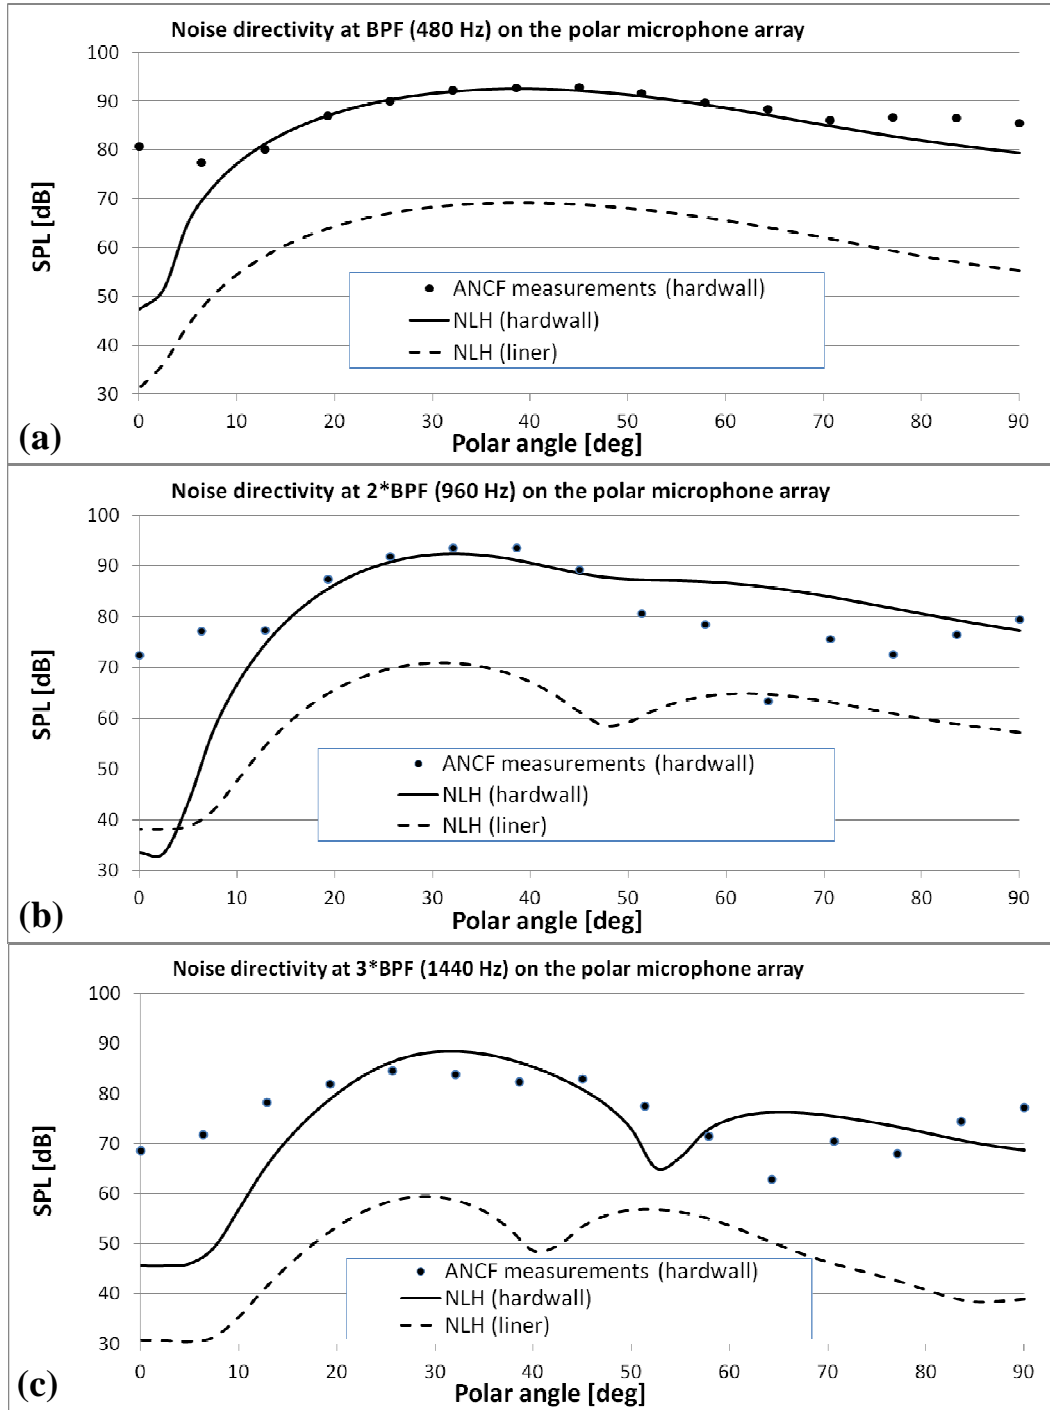 Noise directivity at BPF (480 Hz) on the polar microphone array
100
90
80
70
60
50
40
30
SPL [dB]
ANCF measurements (hardwall)
NLH (hardwall)
NLH (liner)
0 10 20 30 40 50 60 70 80 90
Polar angle [deg]
(a)
Noise directivity at 2*BPF (960 Hz) on the polar microphone array
100
90
80
70
60
50
40
30
SPL [dB]
ANCF measurements (hardwall)
NLH (hardwall)
NLH (liner)
0 10 20 30 40 50 60 70 80 90
Polar angle [deg]
(b)
Noise directivity at 3*BPF (1440 Hz) on the polar microphone array
100
90
80
70
60
50
40
30
SPL [dB]
ANCF measurements (hardwall)
NLH (hardwall)
NLH (liner)
0 10 20 30 40 50 60 70 80 90
Polar angle [deg]
(c)